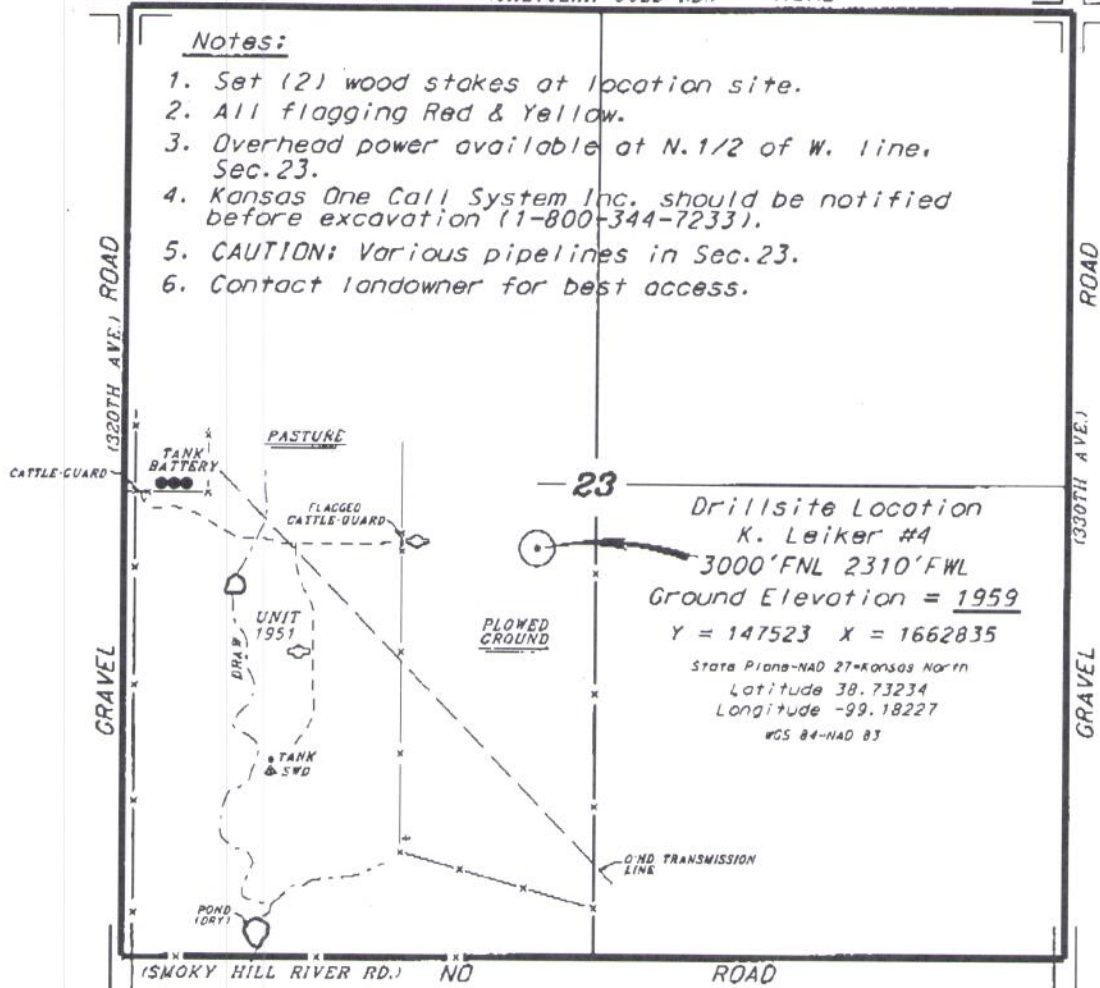 Notes:
1. Set (2) wood stakes at location site.
2. All flagging Red & Yellow.
3. Overhead power available at N. 1/2 of W. line,
Sec. 23.
4. Kansas One Call System Inc. should be notified
before excavation (1-800-344-7233).
5. CAUTION: Various pipelines in Sec. 23.
6. Contact landowner for best access.
(320TH AVE.) ROAD
ROAD
PASTURE
CATTLE-GUARD
TANK
BATTERY
FLAGGED
CATTLE-GUARD
23
(330TH AVE.)
Drillsite Location
K. Leiker #4
3000'FNL 2310'FWL
Ground Elevation = 1959
Y = 147523 X = 1662835
State Plane-NAD 27-Kansas North
Latitude 38.73234
Longitude -99.18227
WGS 84-NAD 83
UNIT
1951
PLOWED
GROUND
DRAW
GRAVEL
GRAVEL
TANK
SWD
O'HD TRANSMISSION
LINE
POND
(DRY)
(SMOKY HILL RIVER RD.) NO ROAD